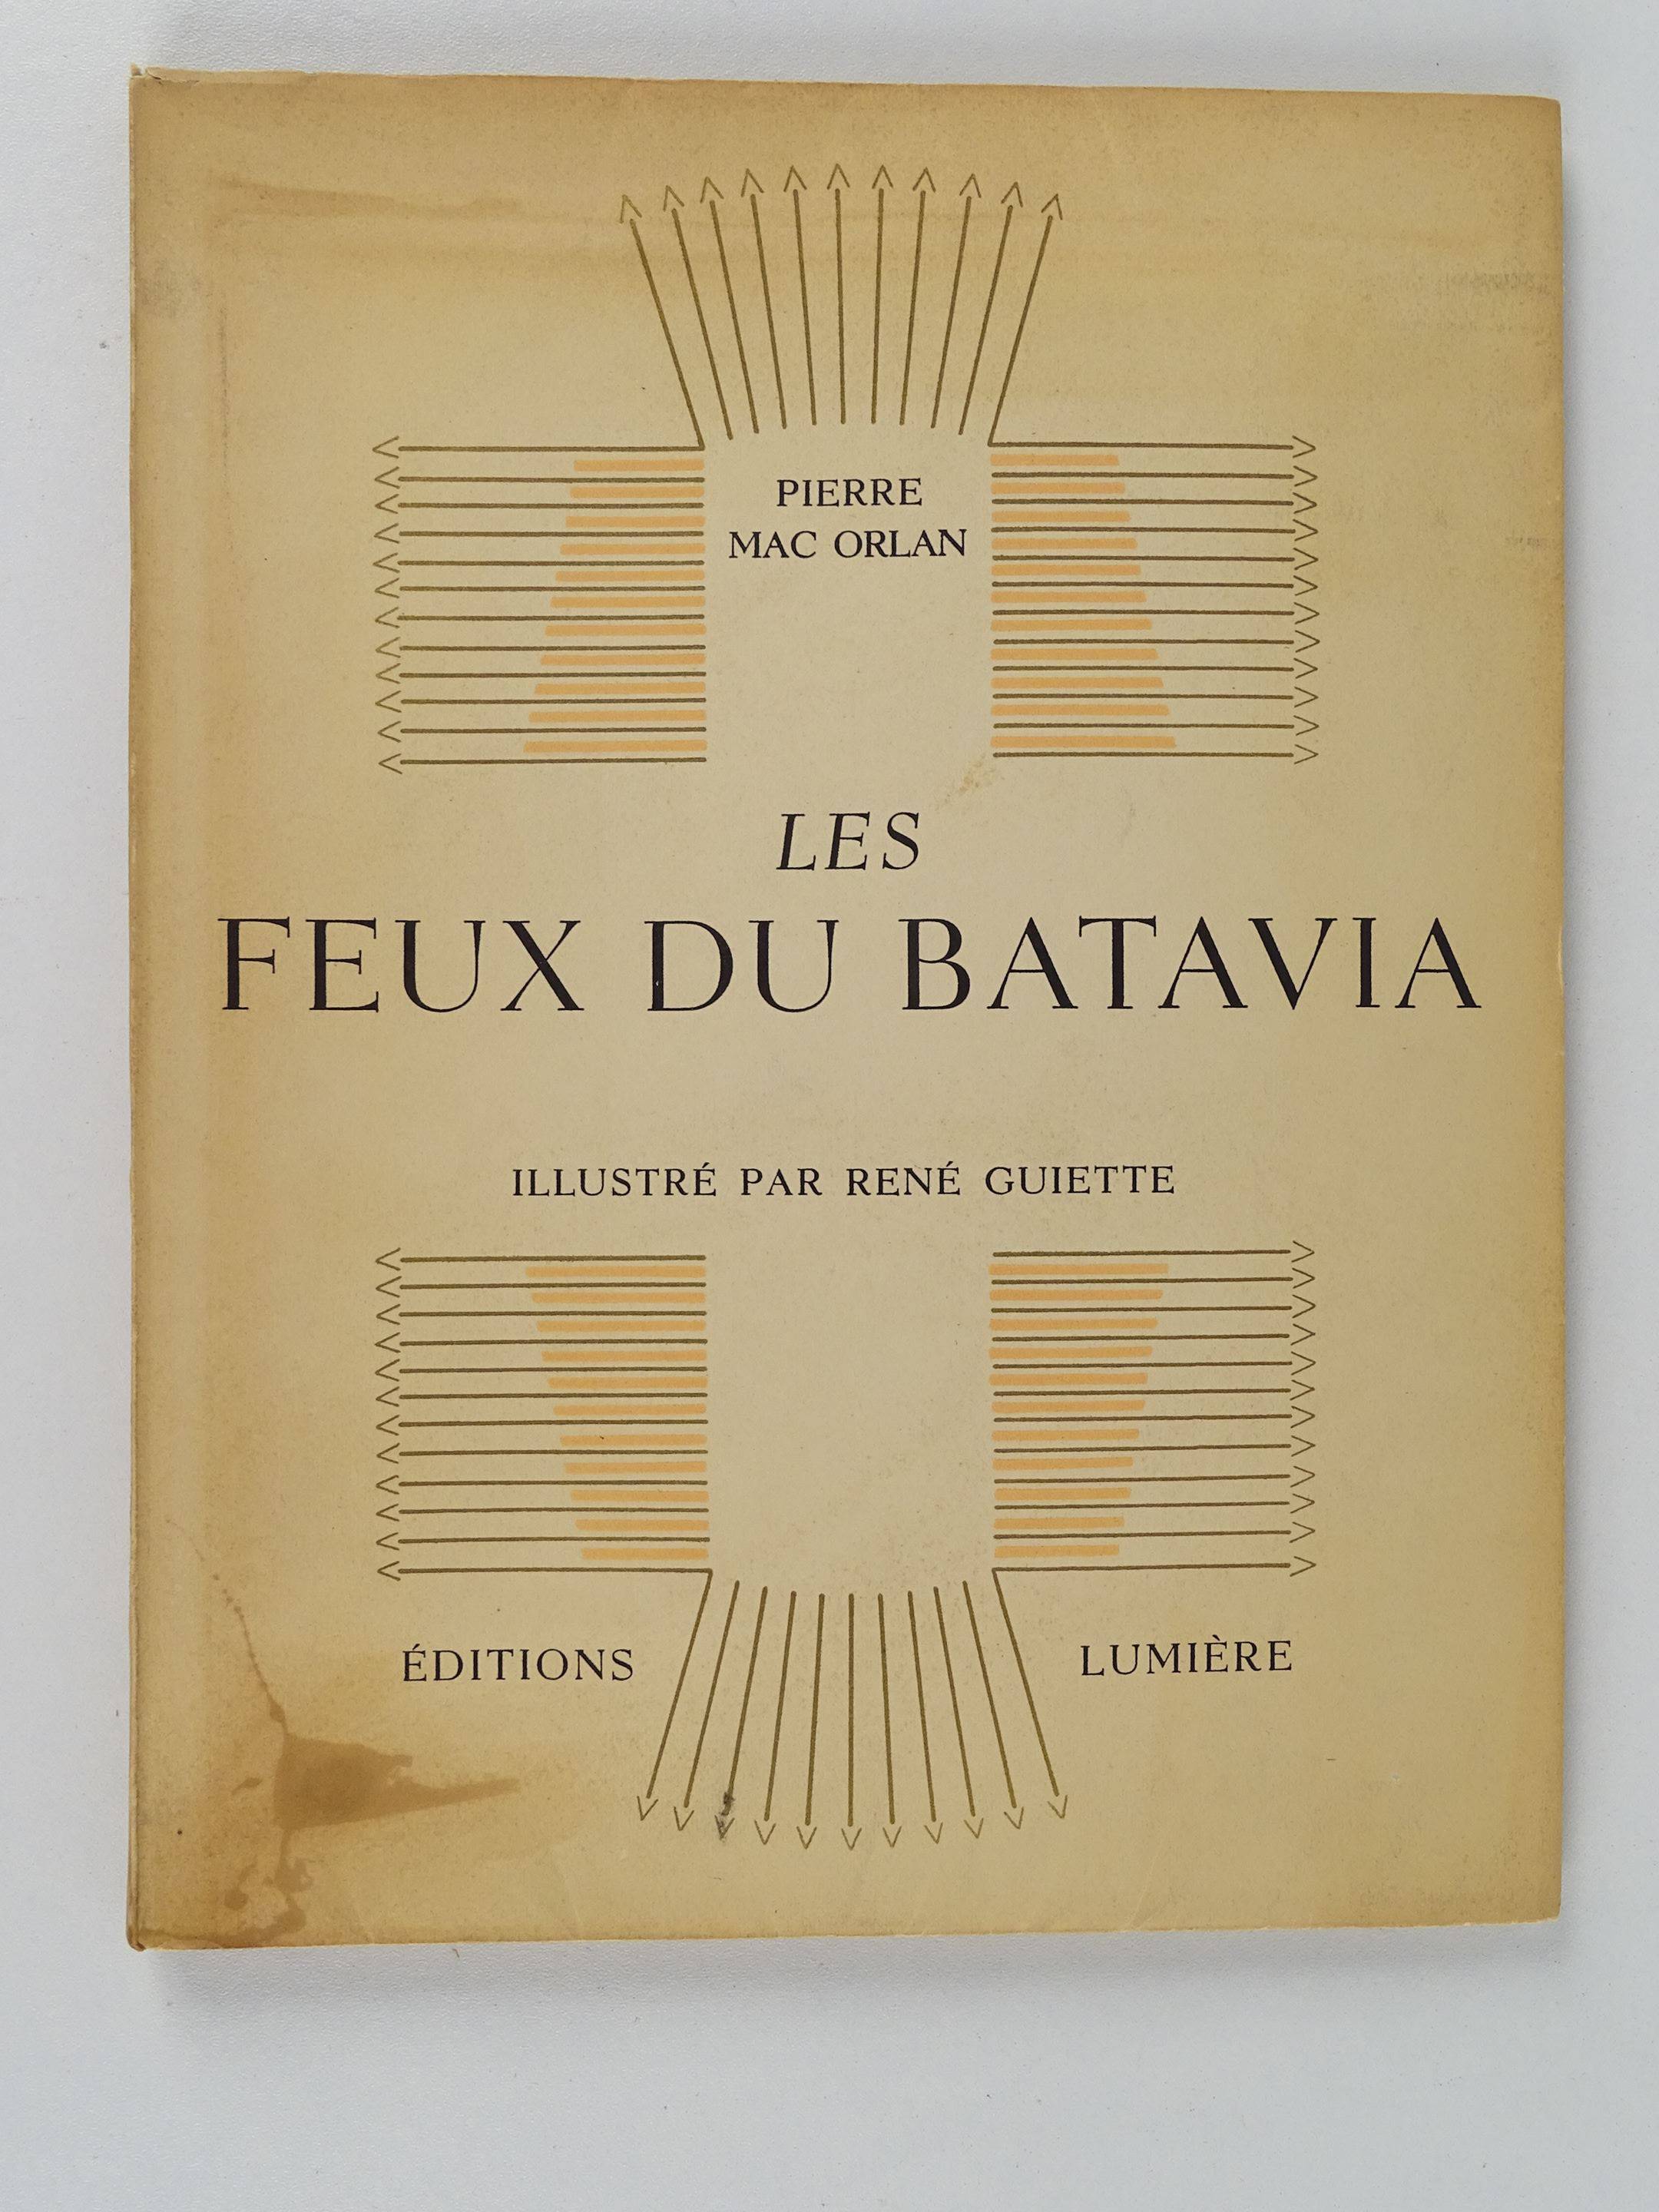 PIERRE
MAC ORLAN
LES
FEUX DU BATAVIA
ILLUSTRÉ PAR RENÉ GUIETTE
ÉDITIONS LUMIÈRE